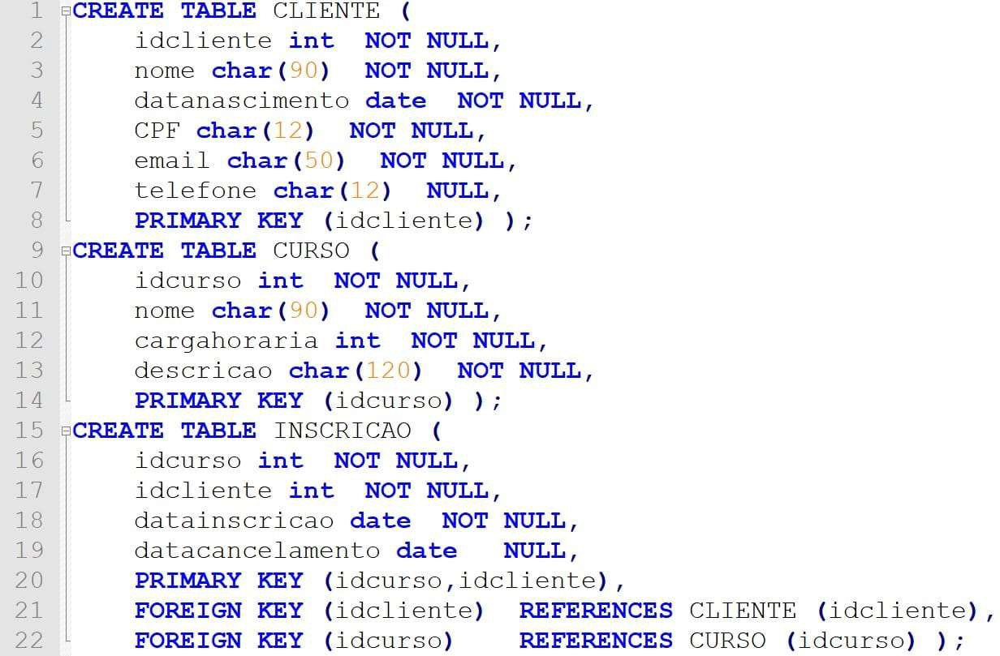 1 CREATE TABLE CLIENTE (
2 idcliente int NOT NULL,
3 nome char(90) NOT NULL,
4 datanascimento date NOT NULL,
5 CPF char(12) NOT NULL,
6 email char(50) NOT NULL,
7 telefone char(12) NULL,
8 PRIMARY KEY (idcliente) );
9 CREATE TABLE CURSO (
10 idcurso int NOT NULL,
11 nome char(90) NOT NULL,
12 cargahoraria int NOT NULL,
13 descricao char(120) NOT NULL,
14 PRIMARY KEY (idcurso) );
15 CREATE TABLE INSCRICAO (
16 idcurso int NOT NULL,
17 idcliente int NOT NULL,
18 datainscricao date NOT NULL,
19 datacancelamento date NULL,
20 PRIMARY KEY (idcurso,idcliente),
21 FOREIGN KEY (idcliente) REFERENCES CLIENTE (idcliente),
22 FOREIGN KEY (idcurso) REFERENCES CURSO (idcurso) );